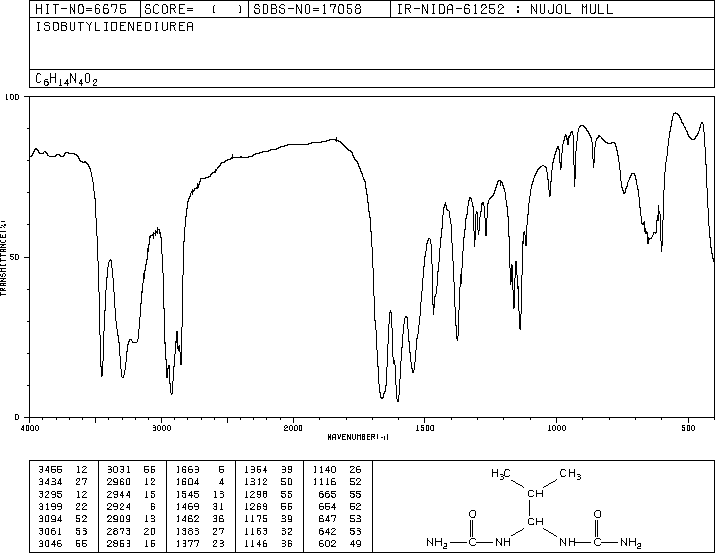 HIT-NO=6675 SCORE= ( ) SDBS-NO=17058 IR-NIDA-61252 : NUJOL MULL
ISOBUTYLIDENEDIUREA
C6H14N4O2
100
50
0
TRANSMITTANCE(%)
4000 3000 2000 1500 1000 500
WAVENUMBER(-1)
3455 12 3031 55 1663 5 1364 39 1140 26
3434 27 2960 12 1604 4 1312 50 1116 52
3295 12 2944 15 1545 13 1298 55 665 55
3199 22 2924 6 1469 31 1269 55 654 52
3094 52 2909 13 1462 36 1175 39 647 53
3061 53 2873 20 1383 27 1163 32 642 53
3046 55 2853 15 1377 23 1146 36 602 49
H3C CH3
CH
O CH O
NH2 NH NH NH2